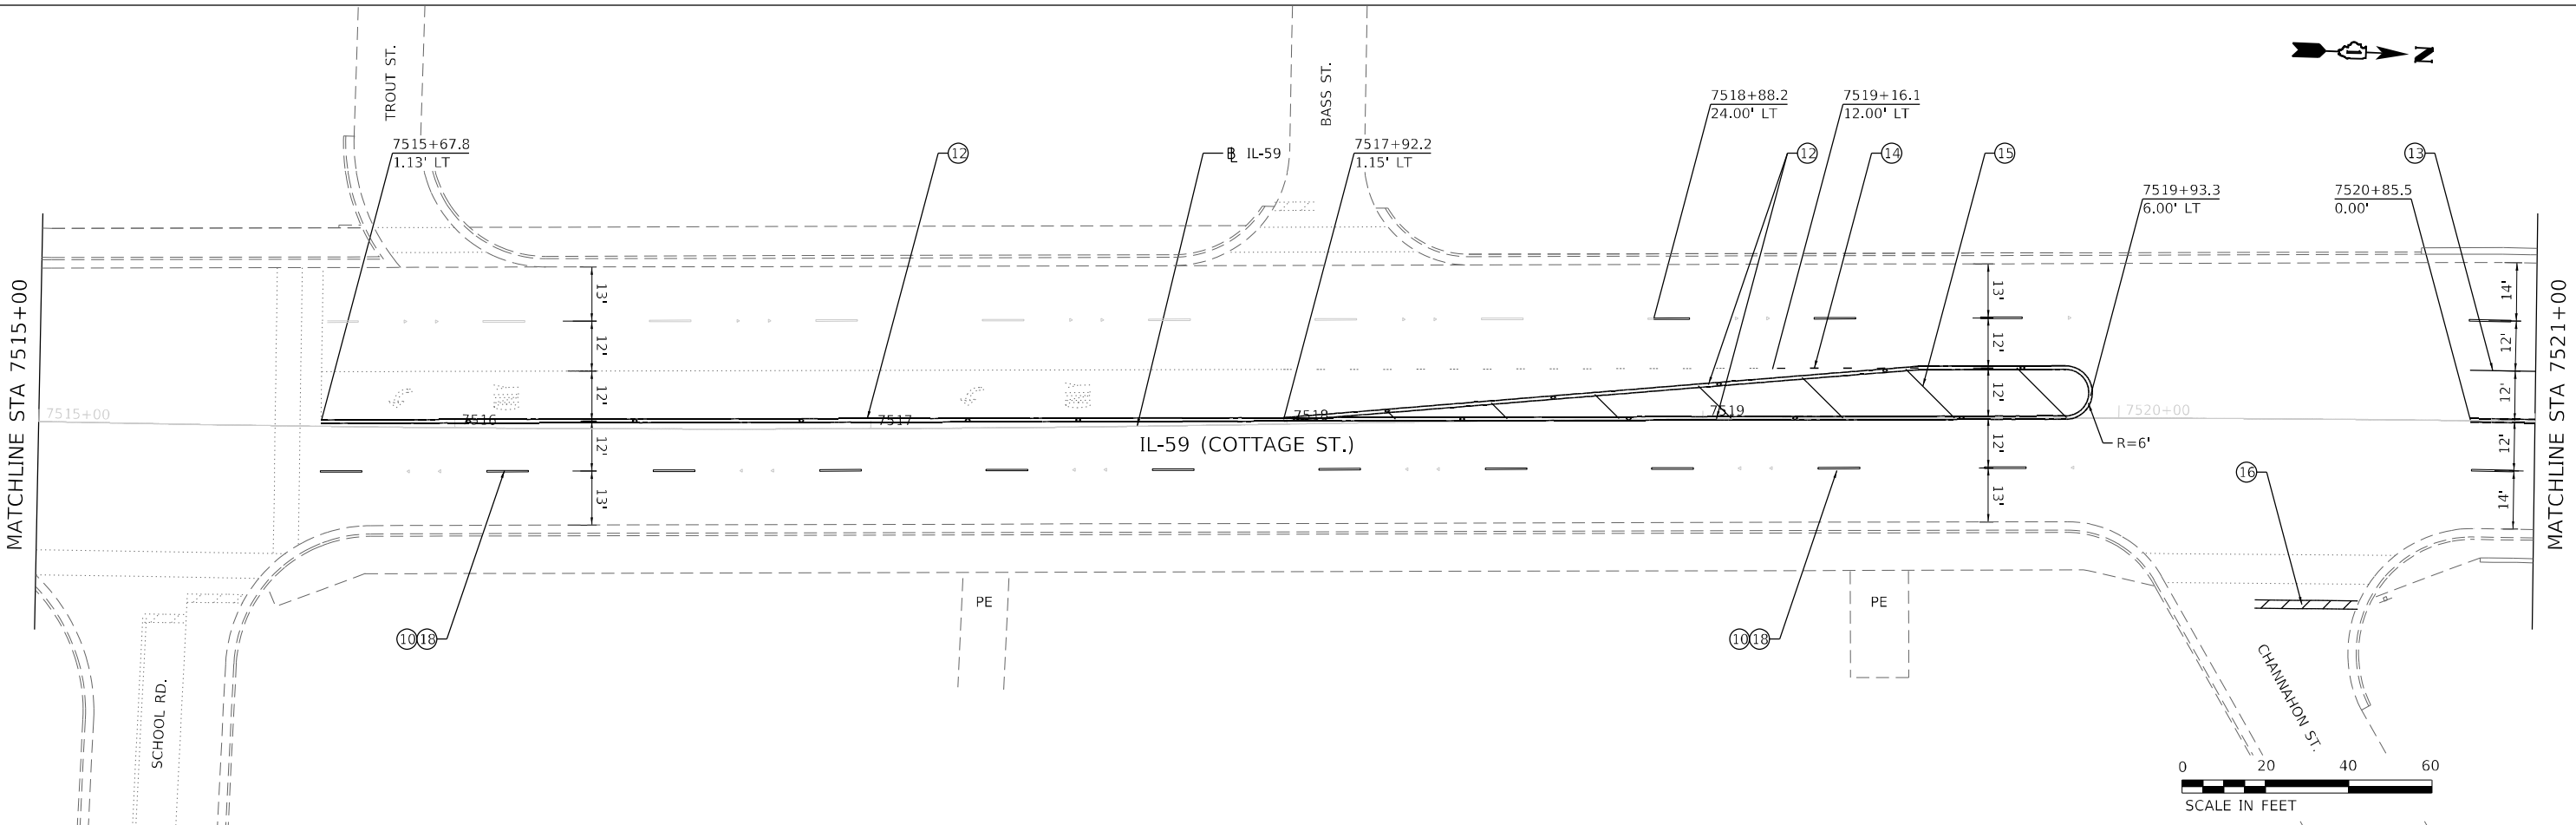 TROUT ST.
BASS ST.
N
7515+67.8
1.13' LT
12
B IL-59
7517+92.2
1.15' LT
7518+88.2
24.00' LT
7519+16.1
12.00' LT
12
14
15
7519+93.3
6.00' LT
7520+85.5
0.00'
13
MATCHLINE STA 7515+00
MATCHLINE STA 7521+00
13'
12'
12'
12'
13'
13'
12'
12'
12'
13'
14'
12'
12'
12'
14'
7515+00
7516
7517
7518
7519
7520+00
IL-59 (COTTAGE ST.)
R=6'
16
PE
PE
10 18
10 18
SCHOOL RD.
CHANNAHON ST.
0 20 40 60
SCALE IN FEET